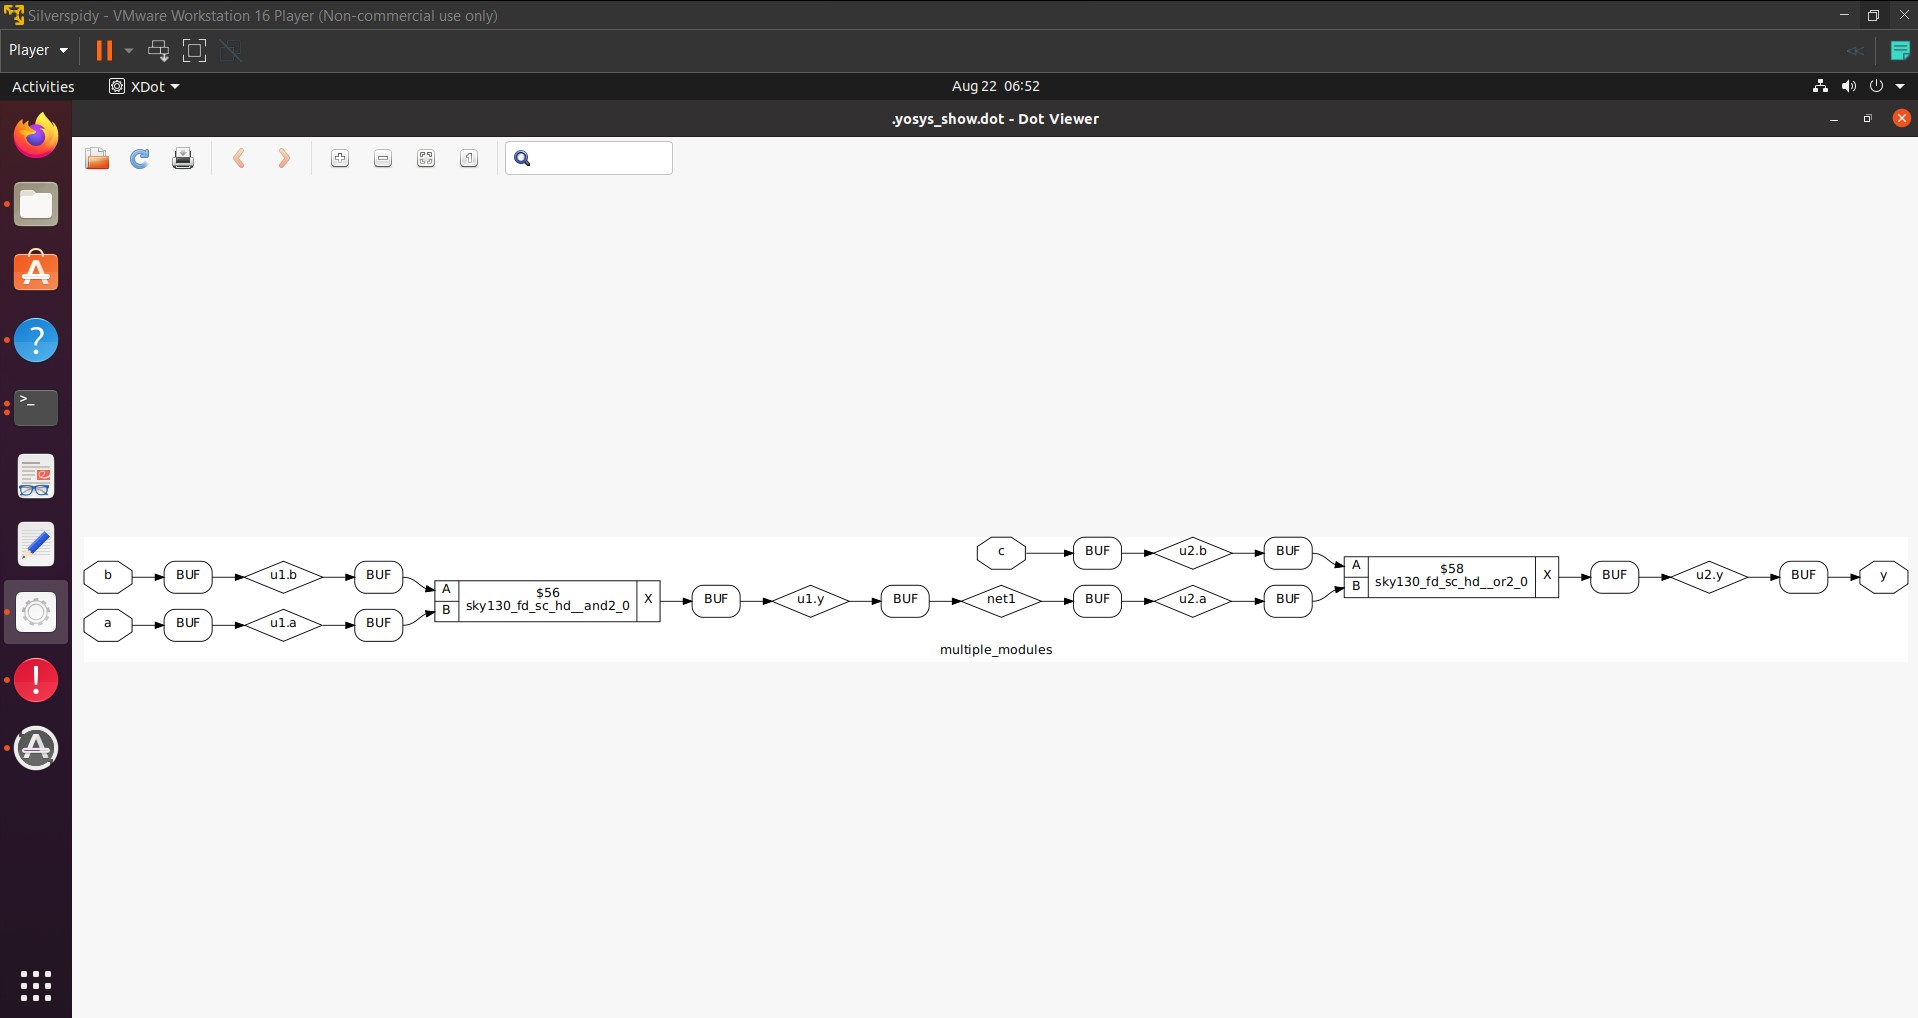 Silverspidy - VMware Workstation 16 Player (Non-commercial use only)
Player
Activities
XDot
Aug 22 06:52
.yosys_show.dot - Dot Viewer
b
BUF
u1.b
BUF
a
BUF
u1.a
BUF
A
B
$56
sky130_fd_sc_hd__and2_0
X
BUF
u1.y
BUF
net1
BUF
u2.a
BUF
c
BUF
u2.b
BUF
A
B
$58
sky130_fd_sc_hd__or2_0
X
BUF
u2.y
BUF
y
multiple_modules